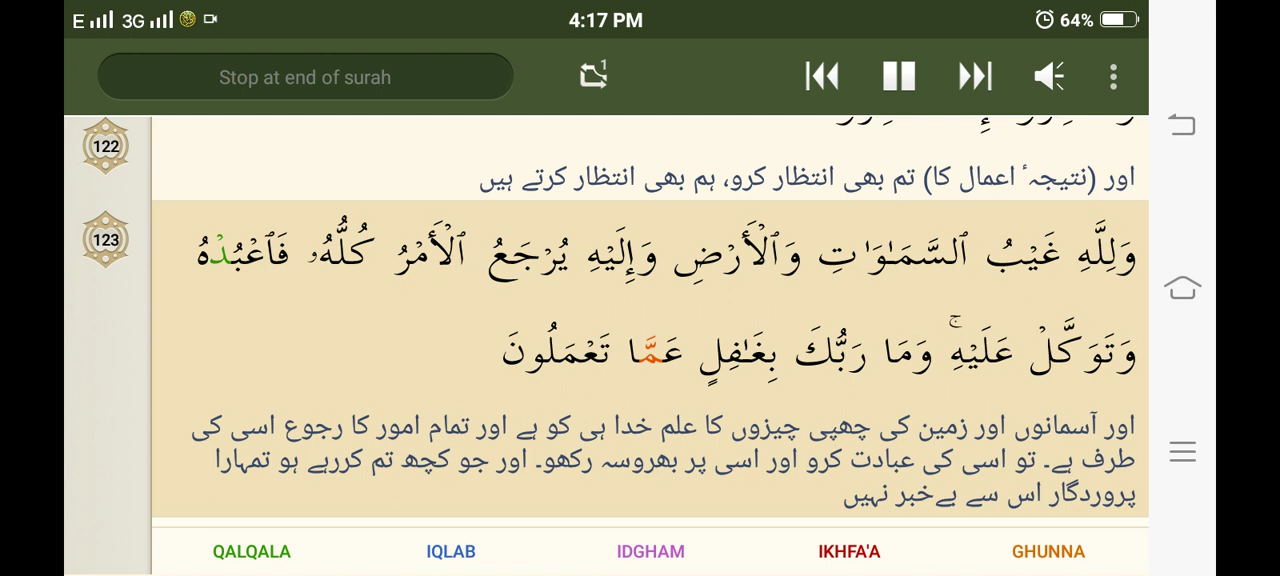 E 3G 4:17 PM 64%
Stop at end of surah
1
122
اور (نتیجہٴ اعمال کا) تم بھی انتظار کرو، ہم بھی انتظار کرتے ہیں
123
وَلِلَّهِ غَيْبُ ٱلسَّمَـٰوَٰتِ وَٱلْأَرْضِ وَإِلَيْهِ يُرْجَعُ ٱلْأَمْرُ كُلُّهُۥ فَٱعْبُدْهُ
وَتَوَكَّلْ عَلَيْهِ ۚ وَمَا رَبُّكَ بِغَـٰفِلٍ عَمَّا تَعْمَلُونَ
اور آسمانوں اور زمین کی چھپی چیزوں کا علم خدا ہی کو ہے اور تمام امور کا رجوع اسی کی
طرف ہے۔ تو اسی کی عبادت کرو اور اسی پر بھروسہ رکھو۔ اور جو کچھ تم کررہے ہو تمہارا
پروردگار اس سے بےخبر نہیں
QALQALA IQLAB IDGHAM IKHFA'A GHUNNA